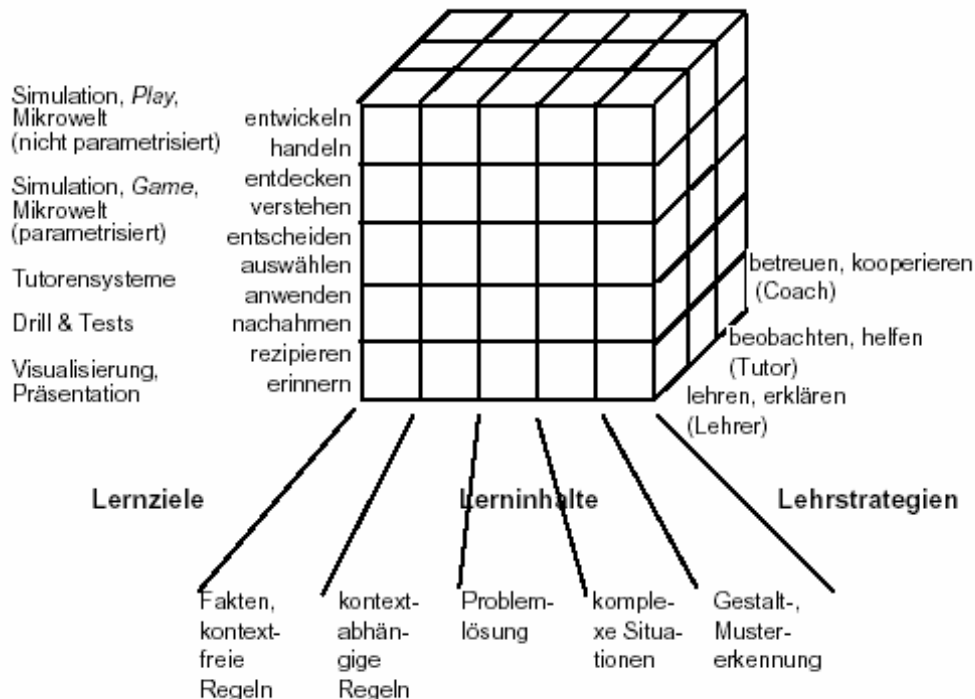 Simulation, Play,
Mikrowelt
(nicht parametrisiert)
Simulation, Game,
Mikrowelt
(parametrisiert)
Tutorensysteme
Drill & Tests
Visualisierung,
Präsentation
entwickeln
handeln
entdecken
verstehen
entscheiden
auswählen
anwenden
nachahmen
rezipieren
erinnern
betreuen, kooperieren
(Coach)
beobachten, helfen
(Tutor)
lehren, erklären
(Lehrer)
Lernziele
Lerninhalte
Lehrstrategien
Fakten,
kontext-
freie
Regeln
kontext-
abhän-
gige
Regeln
Problem-
lösung
komple-
xe Situa-
tionen
Gestalt-,
Muster-
erkennung